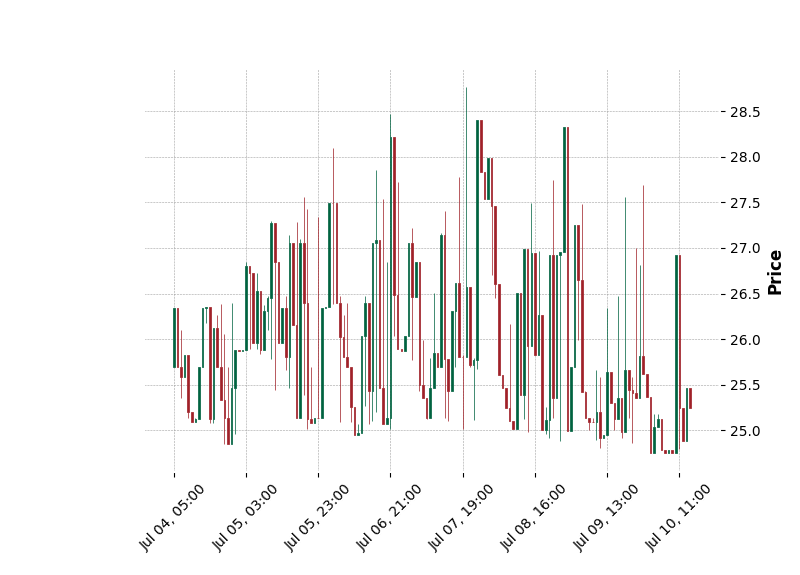 28.5
28.0
27.5
27.0
26.5
26.0
25.5
25.0
Price
Jul 04, 05:00
Jul 05, 03:00
Jul 05, 23:00
Jul 06, 21:00
Jul 07, 19:00
Jul 08, 16:00
Jul 09, 13:00
Jul 10, 11:00